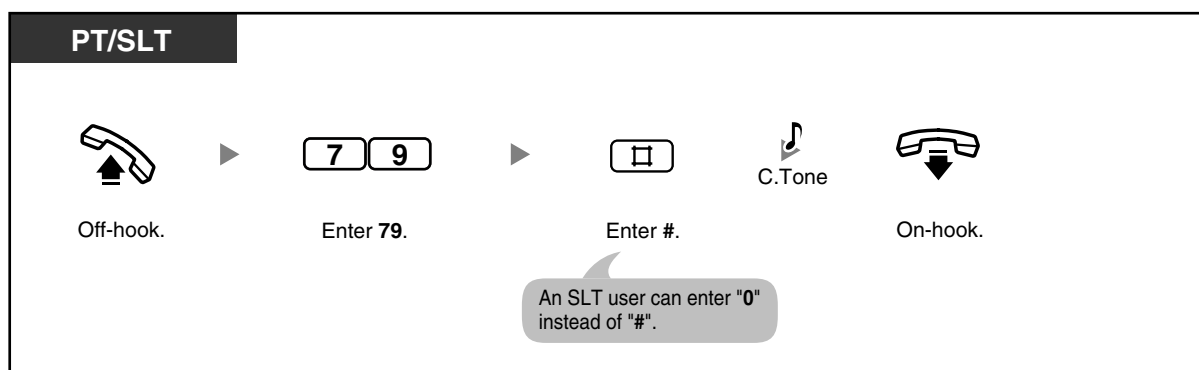 PT/SLT
7 9 #
C.Tone
Off-hook. Enter 79. Enter #. On-hook.
An SLT user can enter "0"
instead of "#".